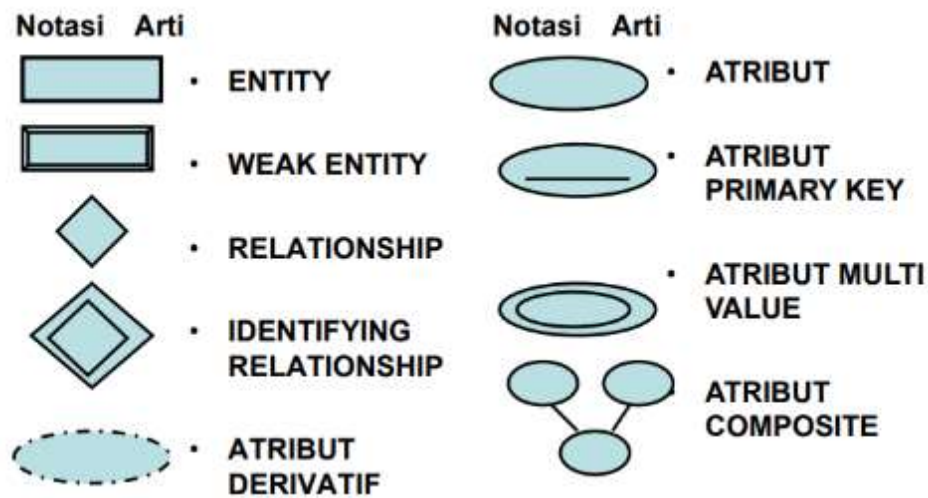 Notasi Arti
ENTITY
WEAK ENTITY
RELATIONSHIP
IDENTIFYING
RELATIONSHIP
ATRIBUT
DERIVATIF
Notasi Arti
ATRIBUT
ATRIBUT
PRIMARY KEY
ATRIBUT MULTI
VALUE
ATRIBUT
COMPOSITE